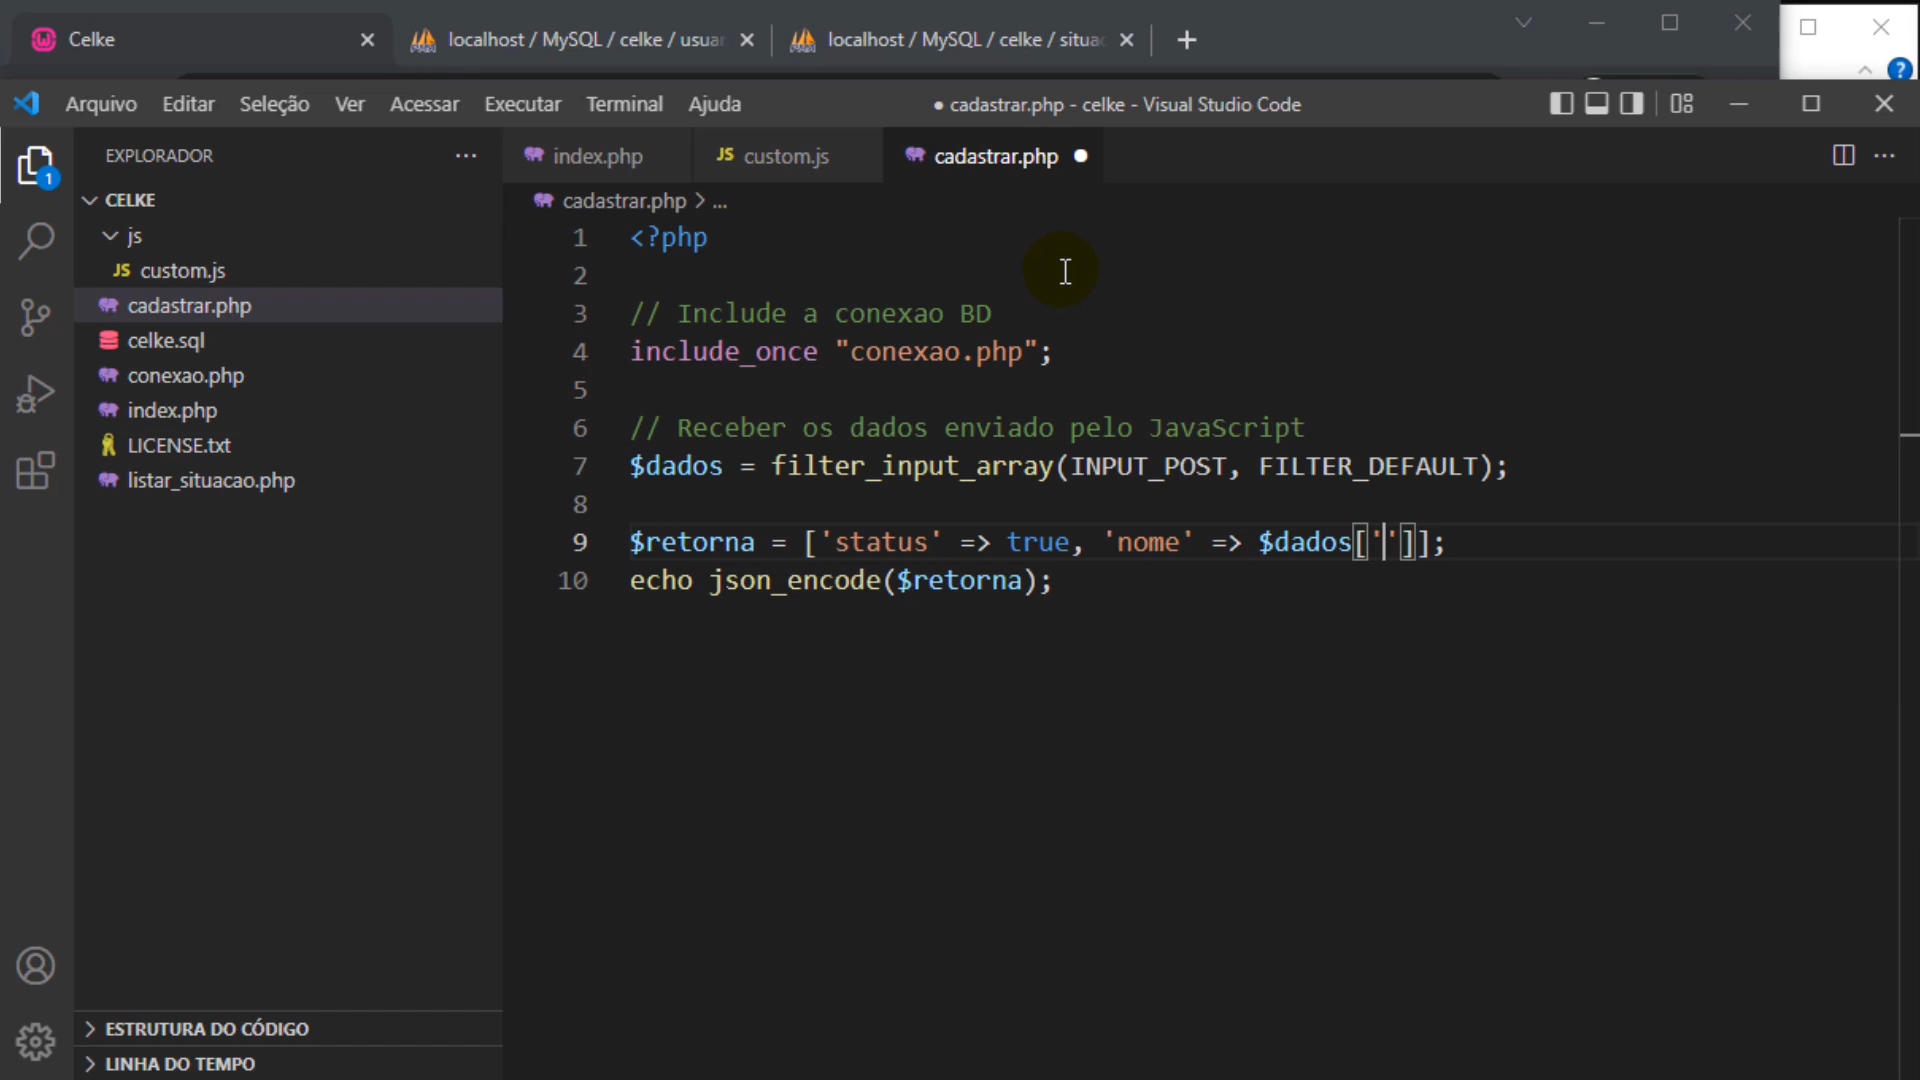 Celke
localhost / MySQL / celke / usuar
localhost / MySQL / celke / situac
Arquivo Editar Seleção Ver Acessar Executar Terminal Ajuda
● cadastrar.php - celke - Visual Studio Code
EXPLORADOR
index.php
JS custom.js
cadastrar.php
1
CELKE
js
JS custom.js
cadastrar.php
celke.sql
conexao.php
index.php
LICENSE.txt
listar_situacao.php
cadastrar.php > ...
1 <?php
2
3 // Include a conexao BD
4 include_once "conexao.php";
5
6 // Receber os dados enviado pelo JavaScript
7 $dados = filter_input_array(INPUT_POST, FILTER_DEFAULT);
8
9 $retorna = ['status' => true, 'nome' => $dados['']];
10 echo json_encode($retorna);
ESTRUTURA DO CÓDIGO
LINHA DO TEMPO